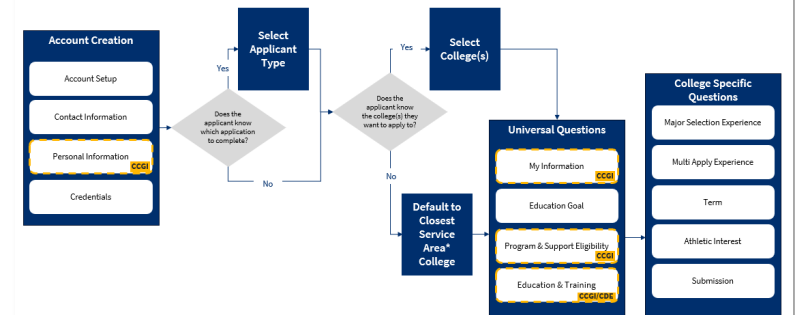 Account Creation
Account Setup
Contact Information
Personal Information
CCGI
Credentials
Yes
Select
Applicant
Type
Does the
applicant know
which application
to complete?
No
Does the
applicant know
the college(s) they
want to apply to?
Yes
Select
College(s)
No
Default to
Closest
Service
Area*
College
Universal Questions
My Information
CCGI
Education Goal
Program & Support Eligibility
CCGI
Education & Training
CCGI/CDE
College Specific
Questions
Major Selection Experience
Multi Apply Experience
Term
Athletic Interest
Submission